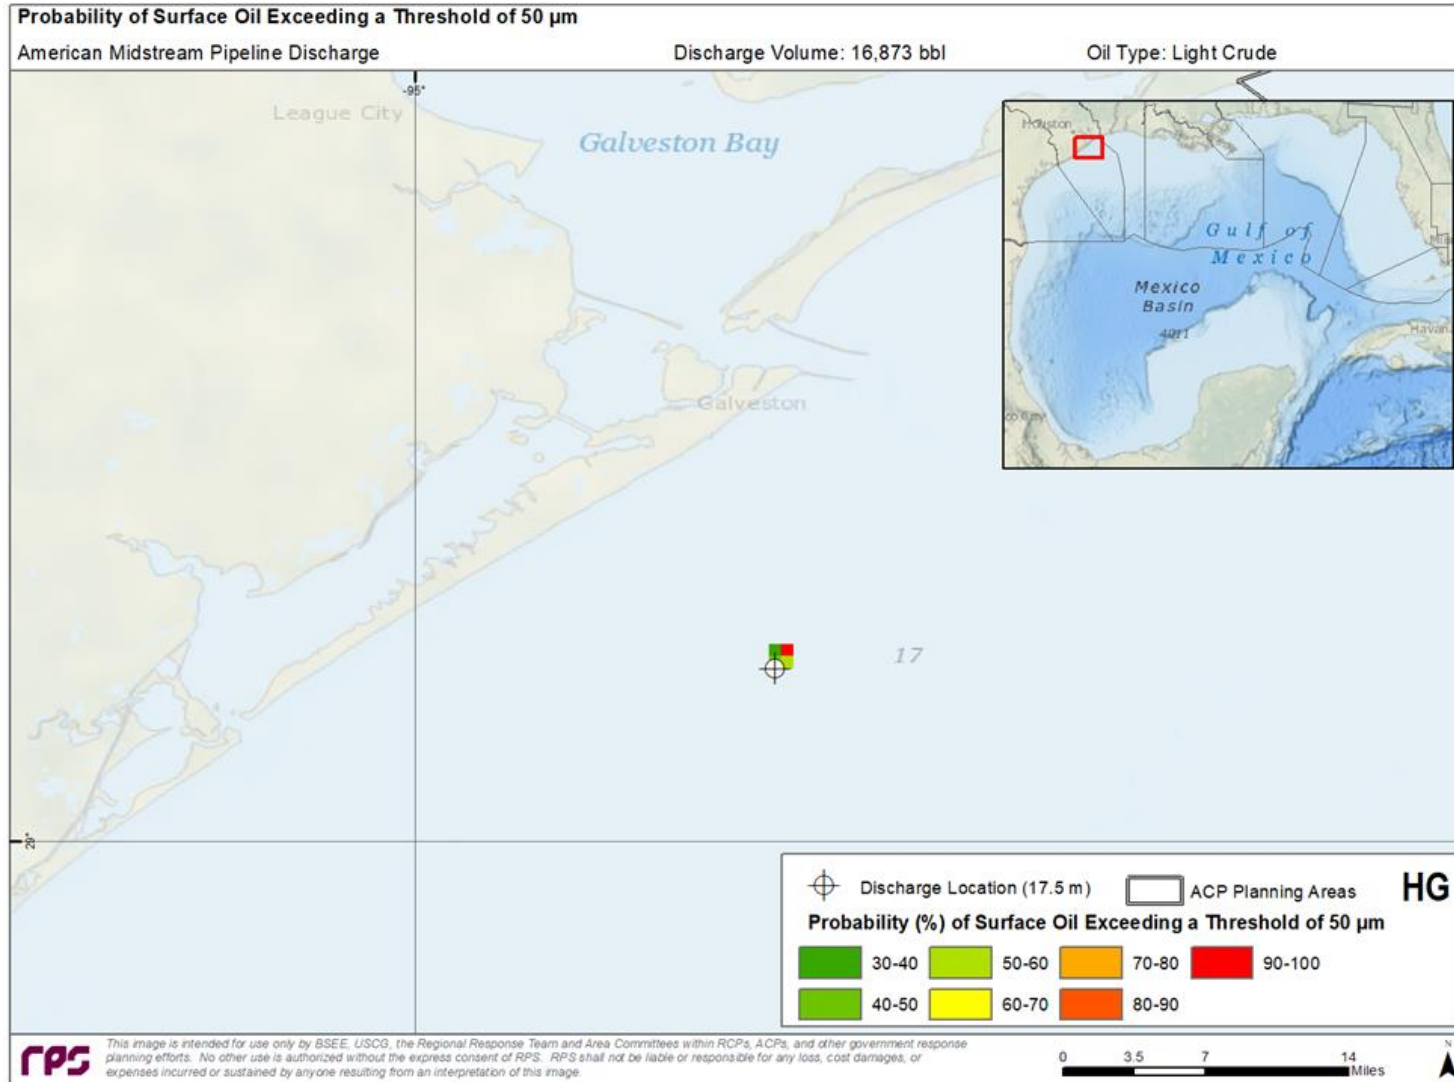 Probability of Surface Oil Exceeding a Threshold of 50 µm
American Midstream Pipeline Discharge
Discharge Volume: 16,873 bbl
Oil Type: Light Crude
-95°
League City
Galveston Bay
Galveston
17
29°
Houston
Gulf of
Mexico
Mexico
Basin
4011
Havan
Discharge Location (17.5 m)
ACP Planning Areas
HG
Probability (%) of Surface Oil Exceeding a Threshold of 50 µm
30-40
50-60
70-80
90-100
40-50
60-70
80-90
rps
This image is intended for use only by BSEE, USCG, the Regional Response Team and Area Committees within RCPs, ACPs, and other government response
planning efforts. No other use is authorized without the express consent of RPS. RPS shall not be liable or responsible for any loss, cost damages, or
expenses incurred or sustained by anyone resulting from an interpretation of this image.
0 3.5 7 14
Miles
N